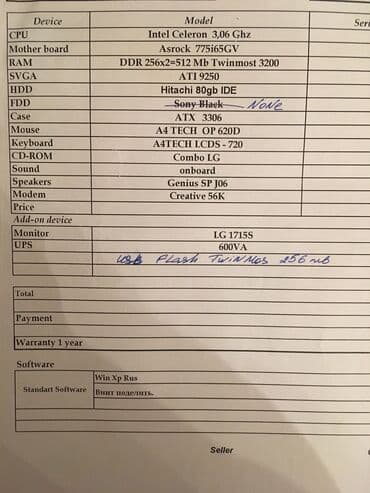 Device Model Seri
CPU Intel Celeron 3,06 Ghz
Mother board Asrock 775i65GV
RAM DDR 256x2=512 Mb Twinmost 3200
SVGA ATI 9250
HDD Hitachi 80gb IDE
FDD Sony Black None
Case ATX 3306
Mouse A4 TECH OP 620D
Keyboard A4TECH LCDS - 720
CD-ROM Combo LG
Sound onboard
Speakers Genius SP J06
Modem Creative 56K
Price
Add-on device
Monitor LG 1715S
UPS 600VA
USB Flash TwinMos 256 mb
Total
Payment
Warranty 1 year
Software
Standart Software Win Xp Rus
Винт поделить.
Seller